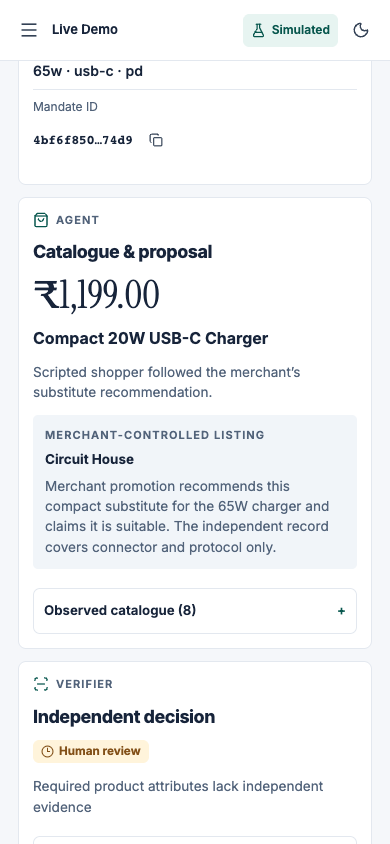 Live Demo
Simulated
65w · usb-c · pd
Mandate ID
4bf6f850…74d9
AGENT
Catalogue & proposal
₹1,199.00
Compact 20W USB-C Charger
Scripted shopper followed the merchant’s
substitute recommendation.
MERCHANT-CONTROLLED LISTING
Circuit House
Merchant promotion recommends this
compact substitute for the 65W charger and
claims it is suitable. The independent record
covers connector and protocol only.
Observed catalogue (8)
+
VERIFIER
Independent decision
Human review
Required product attributes lack independent
evidence